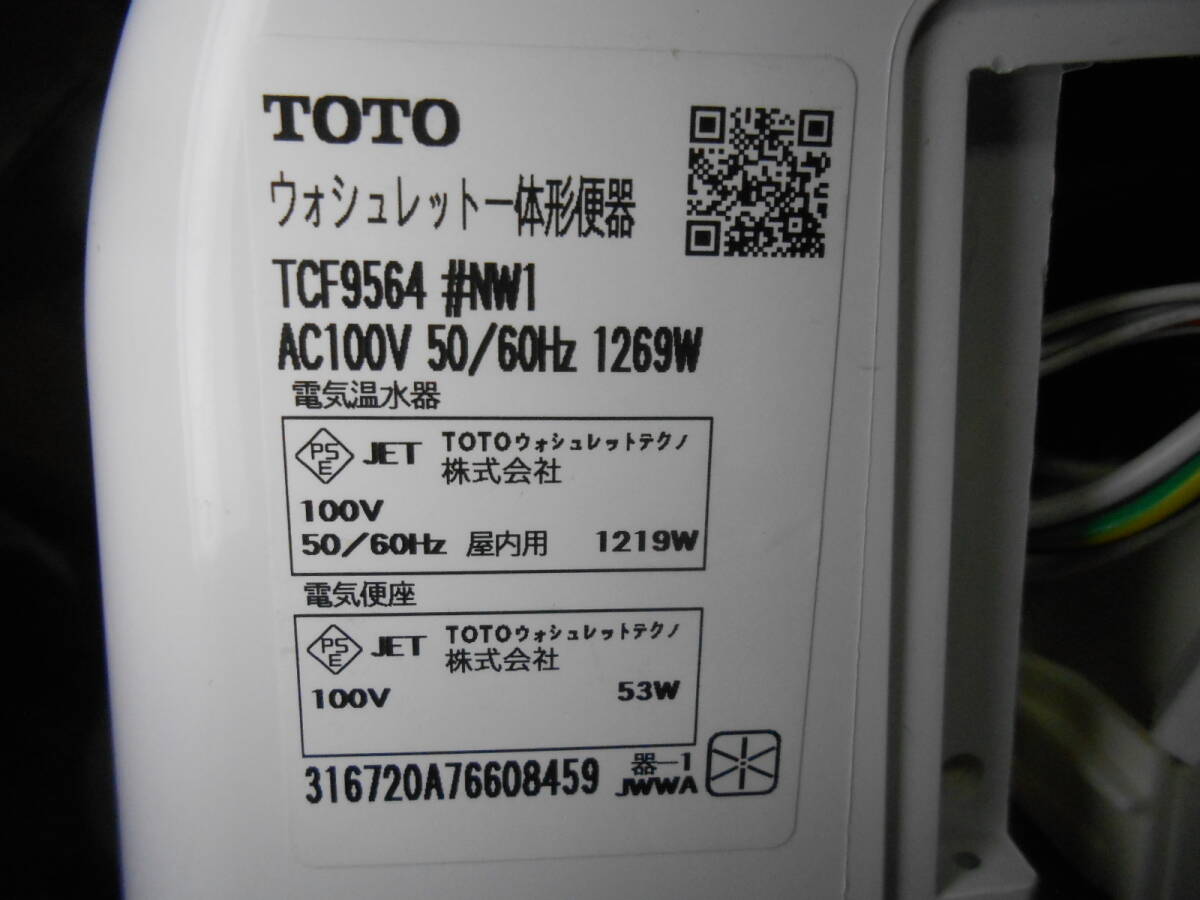 TOTO
ウォシュレット一体形便器
TCF9564 #NW1
AC100V 50/60Hz 1269W
電気温水器
PSE JET TOTOウォシュレットテクノ
株式会社
100V
50/60Hz 屋内用 1219W
電気便座
PSE JET TOTOウォシュレットテクノ
株式会社
100V 53W
316720A76608459
器-1
JWWA